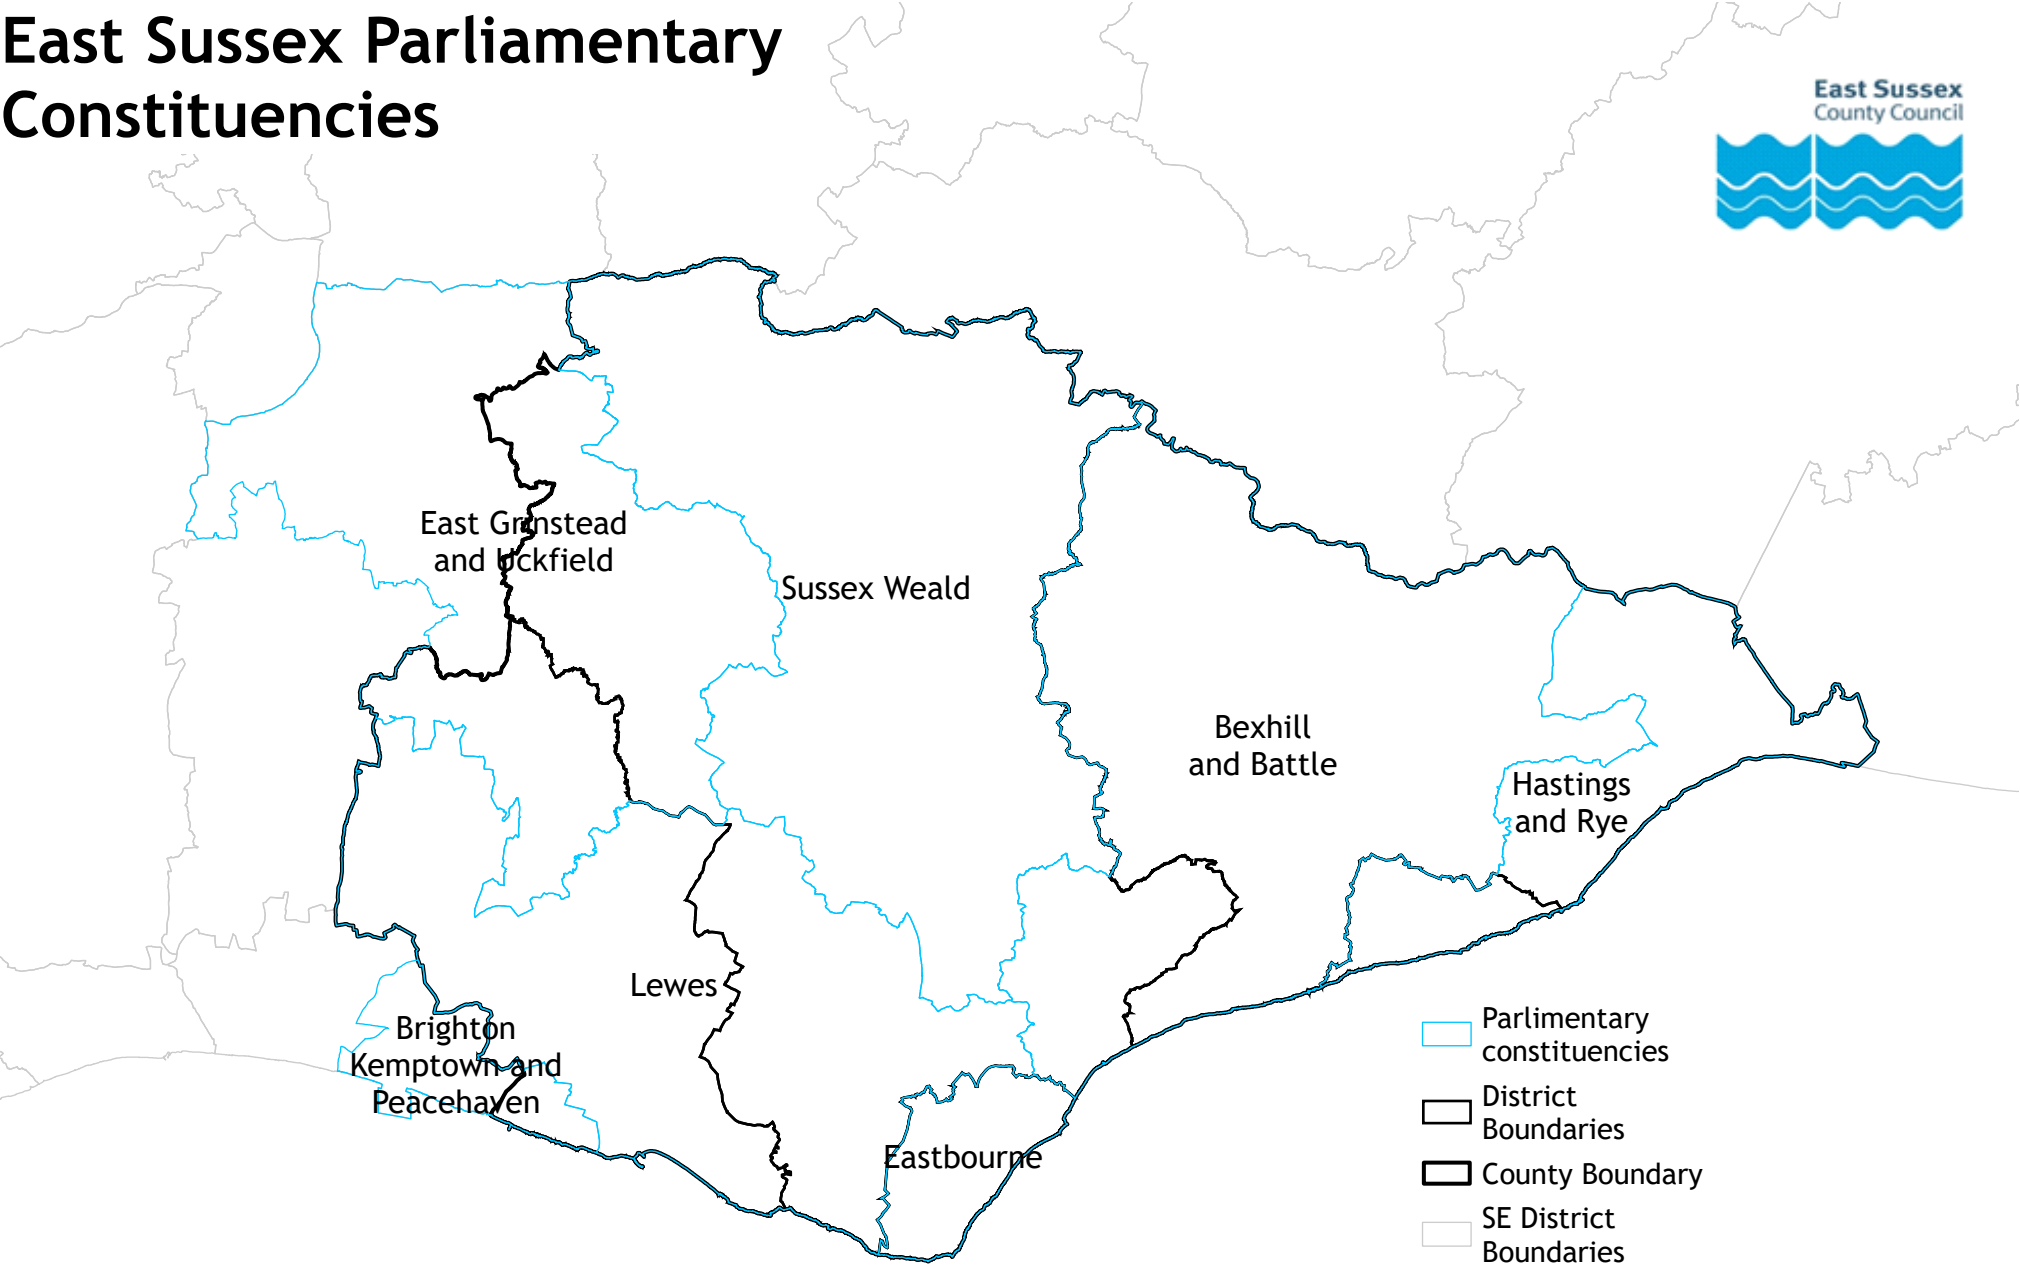 East Sussex Parliamentary
Constituencies
East Sussex
County Council
East Grinstead
and Uckfield
Sussex Weald
Bexhill
and Battle
Hastings
and Rye
Lewes
Brighton
Kemptown and
Peacehaven
Eastbourne
Parlimentary
constituencies
District
Boundaries
County Boundary
SE District
Boundaries